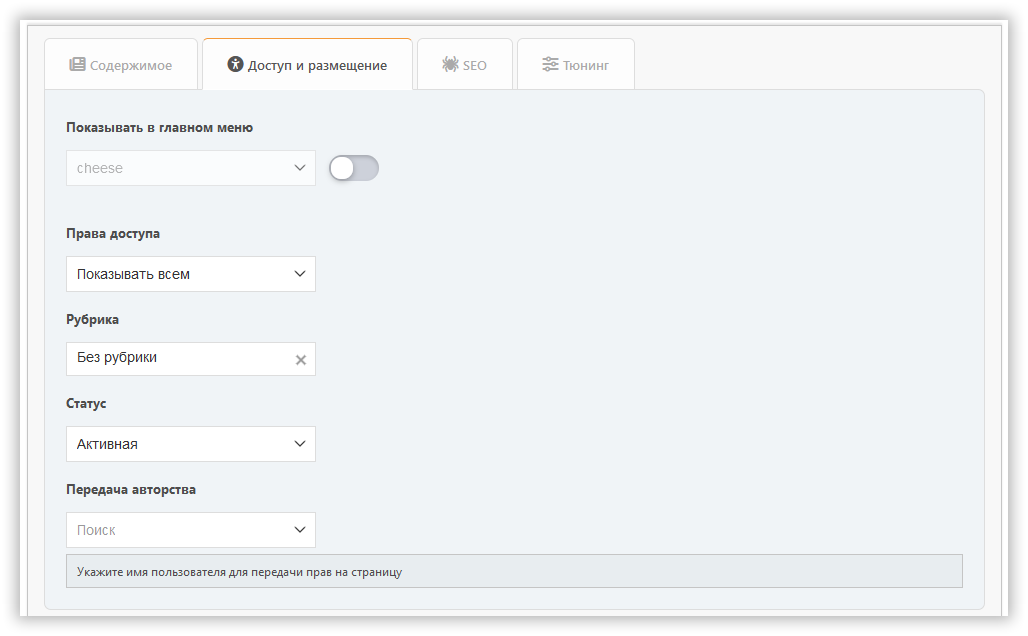 Содержимое Доступ и размещение SEO Тюнинг
Показывать в главном меню
cheese
Права доступа
Показывать всем
Рубрика
Без рубрики
Статус
Активная
Передача авторства
Поиск
Укажите имя пользователя для передачи прав на страницу